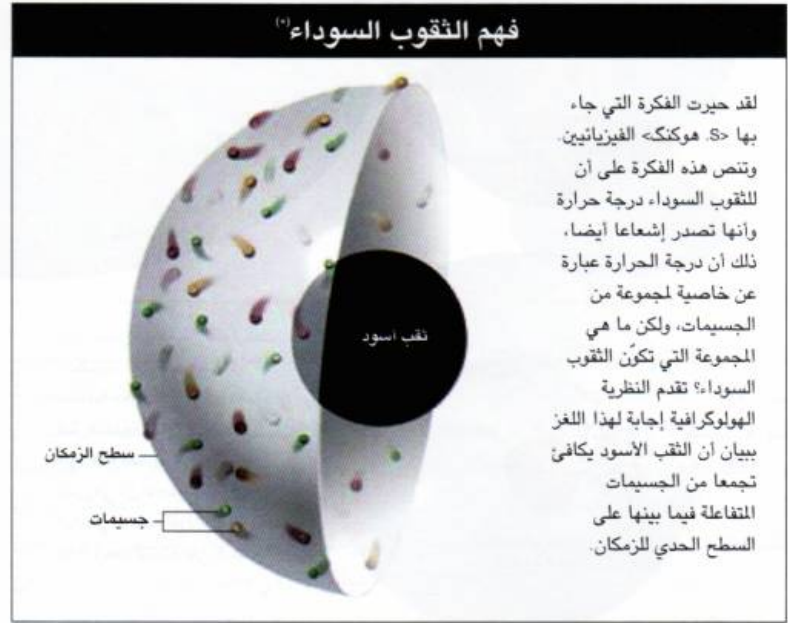 فهم الثقوب السوداء(*)
لقد حيرت الفكرة التي جاء
بها <S. هوكنگ> الفيزيائيين.
وتنص هذه الفكرة على أن
للثقوب السوداء درجة حرارة
وأنها تصدر إشعاعا أيضا،
ذلك أن درجة الحرارة عبارة
عن خاصية لمجموعة من
الجسيمات، ولكن ما هي
المجموعة التي تكوّن الثقوب
السوداء؟ تقدم النظرية
الهولوكرافية إجابة لهذا اللغز
ببيان أن الثقب الأسود يكافئ
تجمعا من الجسيمات
المتفاعلة فيما بينها على
السطح الحدي للزمكان.
ثقب أسود
سطح الزمكان
جسيمات